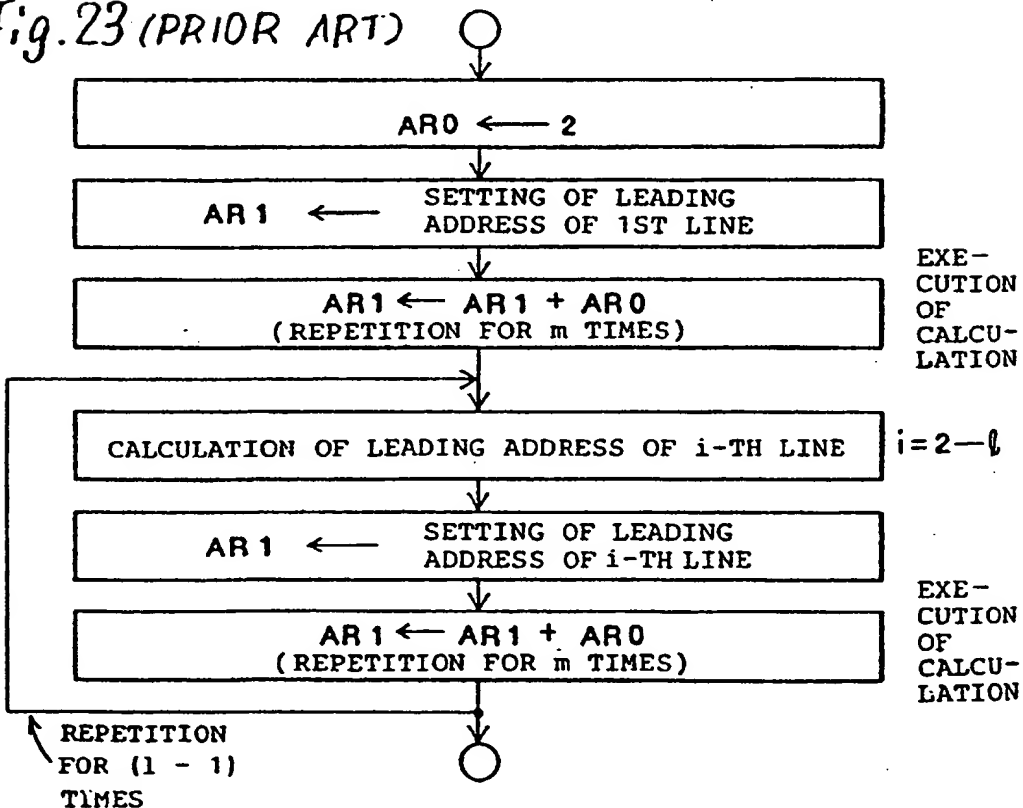 Fig. 23 (PRIOR ART)
AR0 ← 2
AR1 ← SETTING OF LEADING
ADDRESS OF 1ST LINE
AR1 ← AR1 + AR0
(REPETITION FOR m TIMES)
EXE-
CUTION
OF
CALCU-
LATION
CALCULATION OF LEADING ADDRESS OF i-TH LINE
i=2—ℓ
AR1 ← SETTING OF LEADING
ADDRESS OF i-TH LINE
AR1 ← AR1 + AR0
(REPETITION FOR m TIMES)
EXE-
CUTION
OF
CALCU-
LATION
REPETITION
FOR (1 - 1)
TIMES